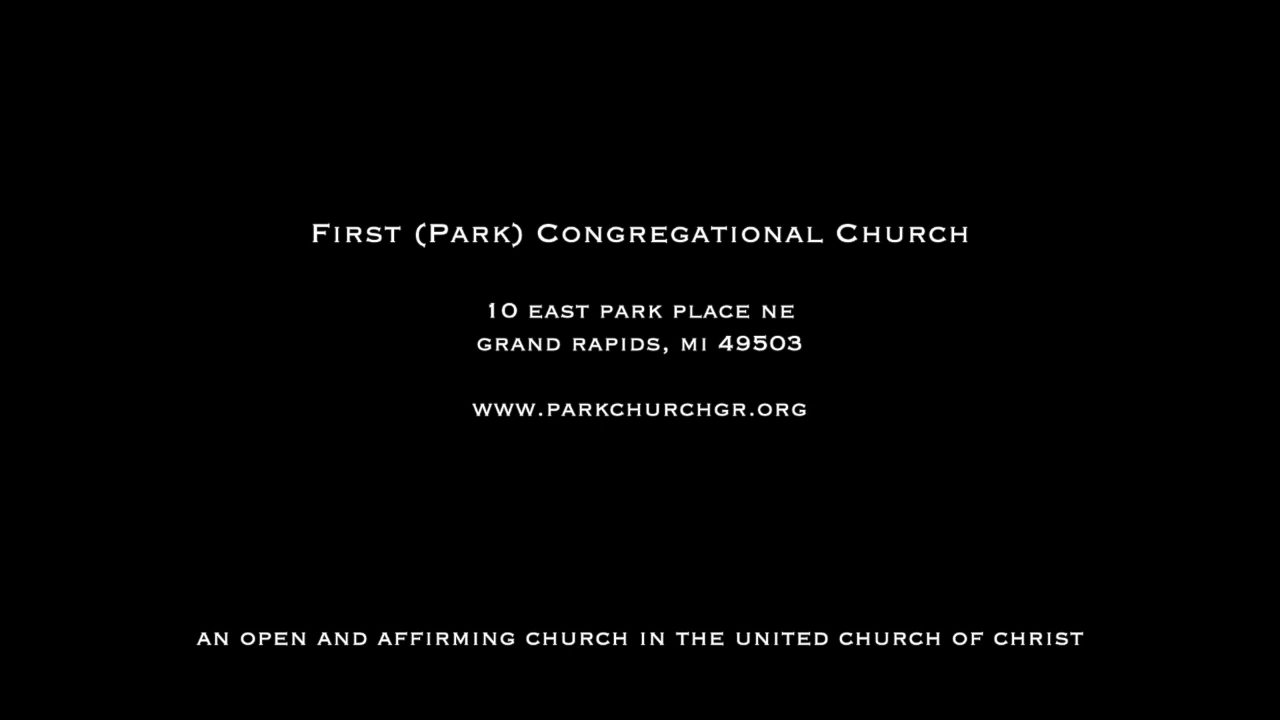 First (Park) Congregational Church
10 east park place ne
grand rapids, mi 49503
www.parkchurchgr.org
an open and affirming church in the united church of christ